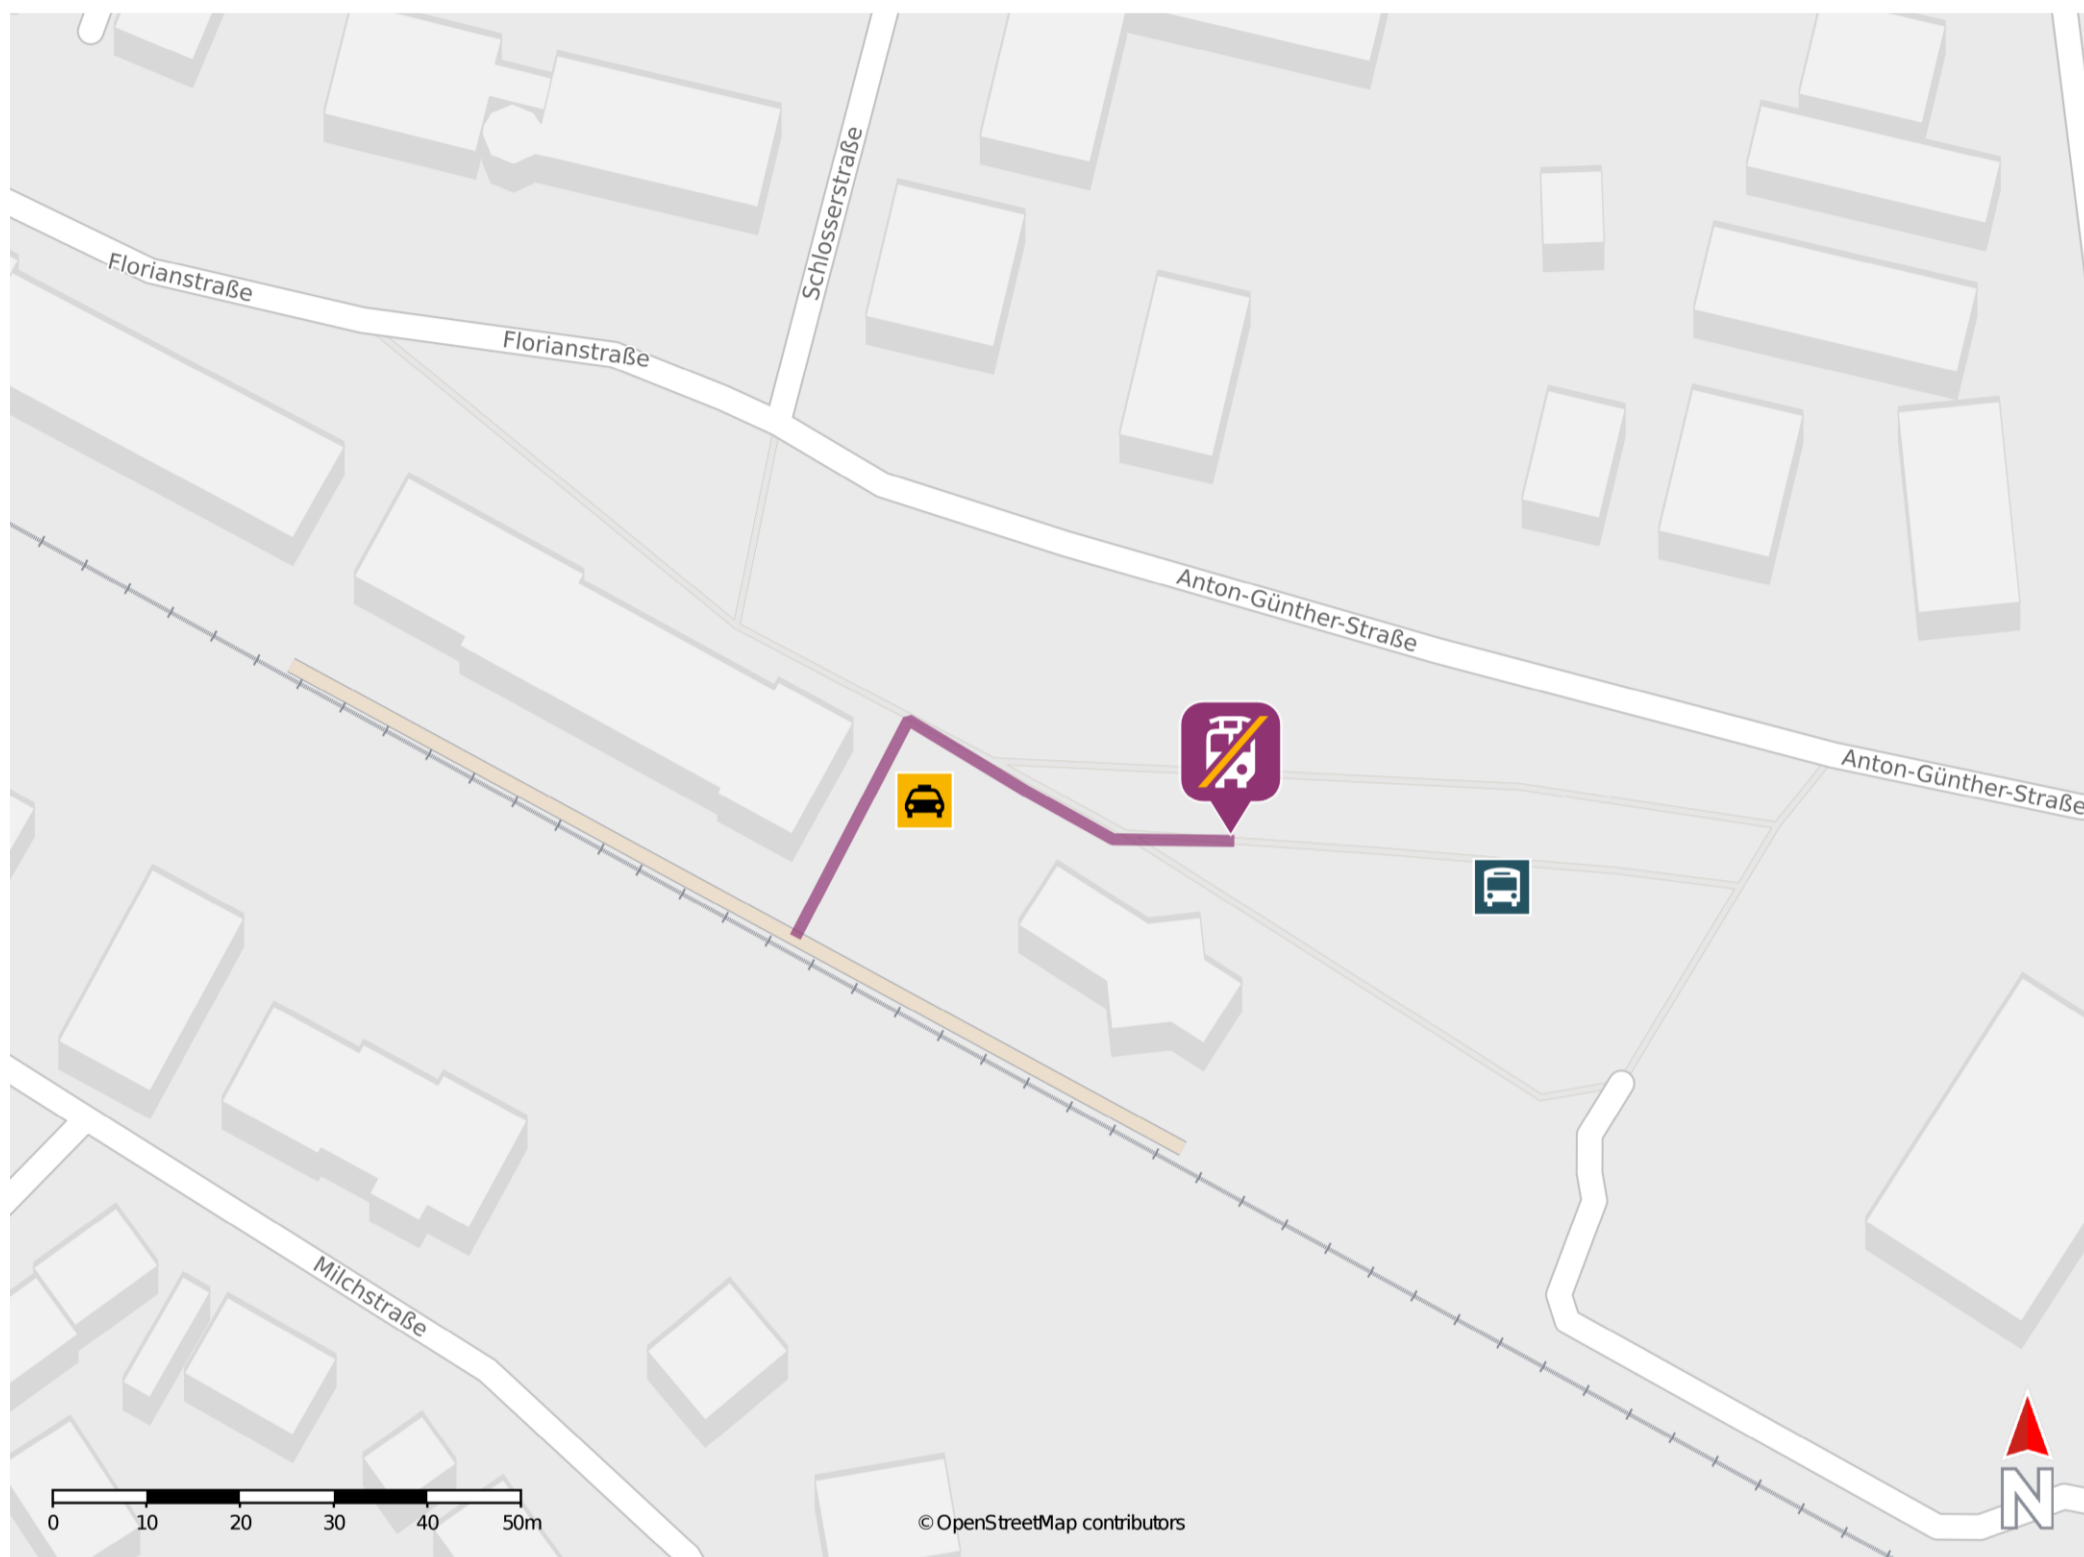 Schlosserstraße
Florianstraße
Florianstraße
Anton-Günther-Straße
Anton-Günther-Straße
Milchstraße
0 10 20 30 40 50m
© OpenStreetMap contributors
N